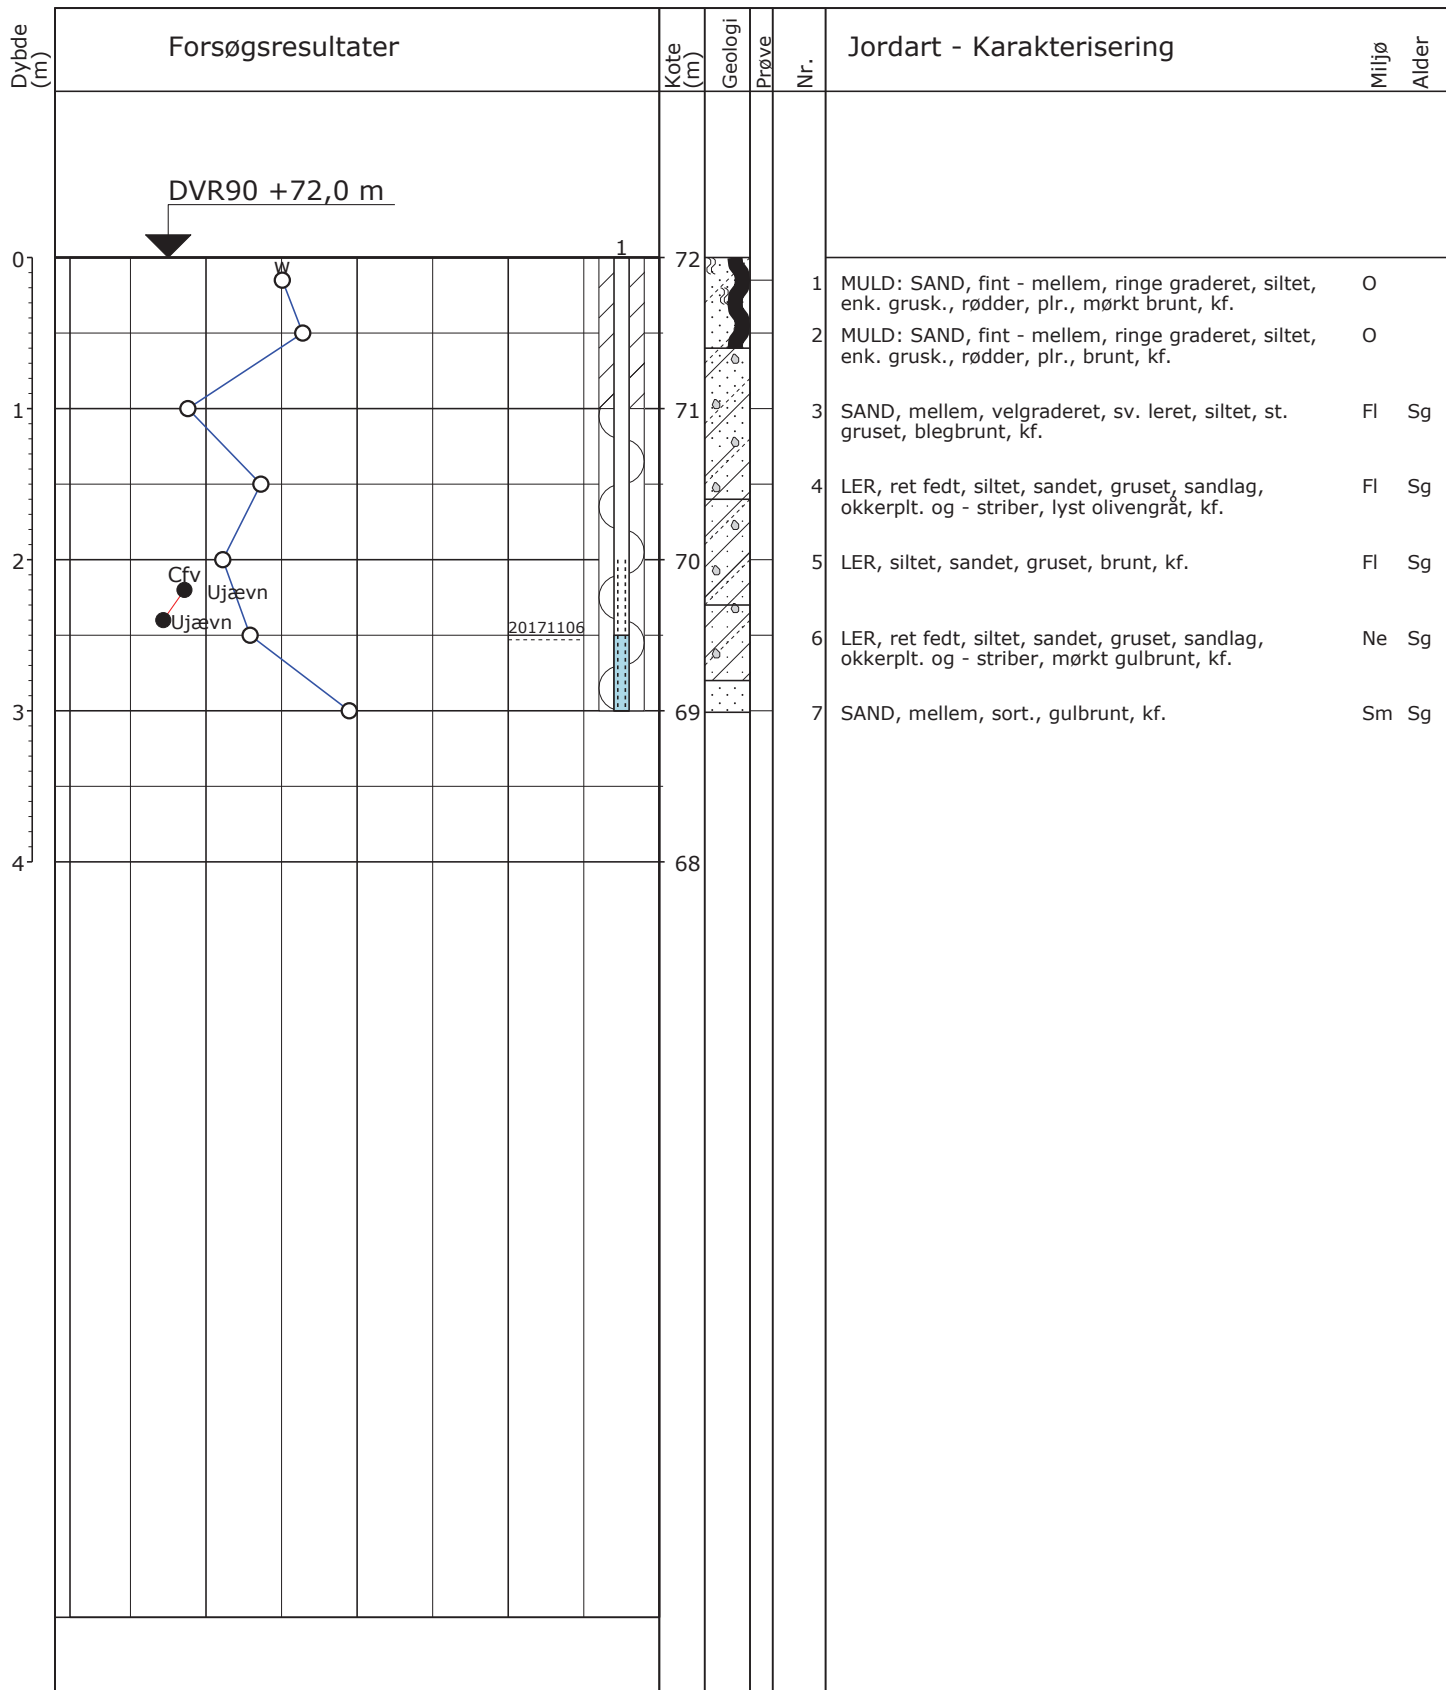 Dybde
(m)
Forsøgsresultater
Kote
(m)
Geologi
Prøve
Nr.
Jordart - Karakterisering
Miljø
Alder
DVR90 +72,0 m
1
0
W
72
1 MULD: SAND, fint - mellem, ringe graderet, siltet, O
enk. grusk., rødder, plr., mørkt brunt, kf.
2 MULD: SAND, fint - mellem, ringe graderet, siltet, O
enk. grusk., rødder, plr., brunt, kf.
1
71
3 SAND, mellem, velgraderet, sv. leret, siltet, st. Fl Sg
gruset, blegbrunt, kf.
4 LER, ret fedt, siltet, sandet, gruset, sandlag, Fl Sg
okkerplt. og - striber, lyst olivengråt, kf.
2
70
5 LER, siltet, sandet, gruset, brunt, kf. Fl Sg
Cfv
Ujævn
Ujævn
20171106
6 LER, ret fedt, siltet, sandet, gruset, sandlag, Ne Sg
okkerplt. og - striber, mørkt gulbrunt, kf.
3
69
7 SAND, mellem, sort., gulbrunt, kf. Sm Sg
4
68